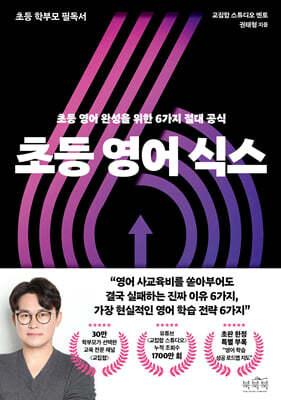 초등 학부모 필독서
교집합 스튜디오 멘토
권태형 지음
초등 영어 완성을 위한 6가지 절대 공식
초등 영어 식스
“영어 사교육비를 쏟아부어도
결국 실패하는 진짜 이유 6가지,
가장 현실적인 영어 학습 전략 6가지”
30만
학부모가 선택한
교육 전문 채널
〈교집합〉
유튜브
〈교집합 스튜디오〉
누적 조회수
1700만 회
초판 한정
특별 부록
“영어 학습
성공 로드맵 지도”
북북북